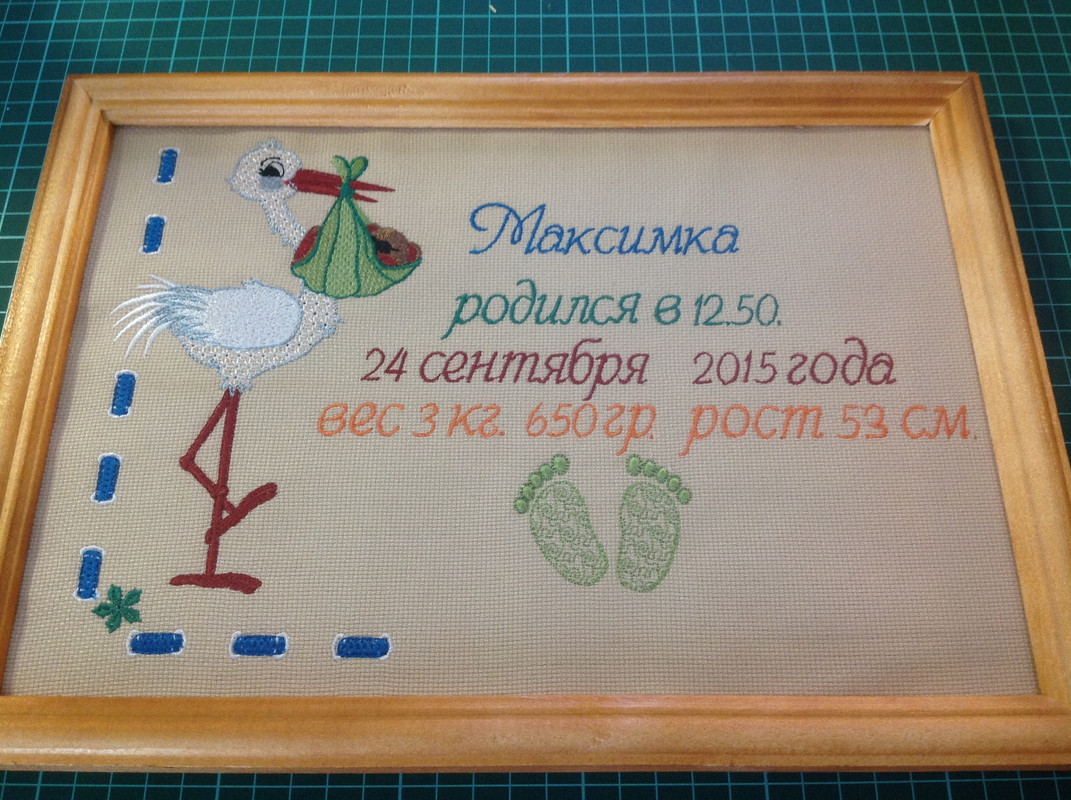 Максимка
родился в 12.50.
24 сентября 2015 года
вес 3 кг. 650 гр. рост 53 см.